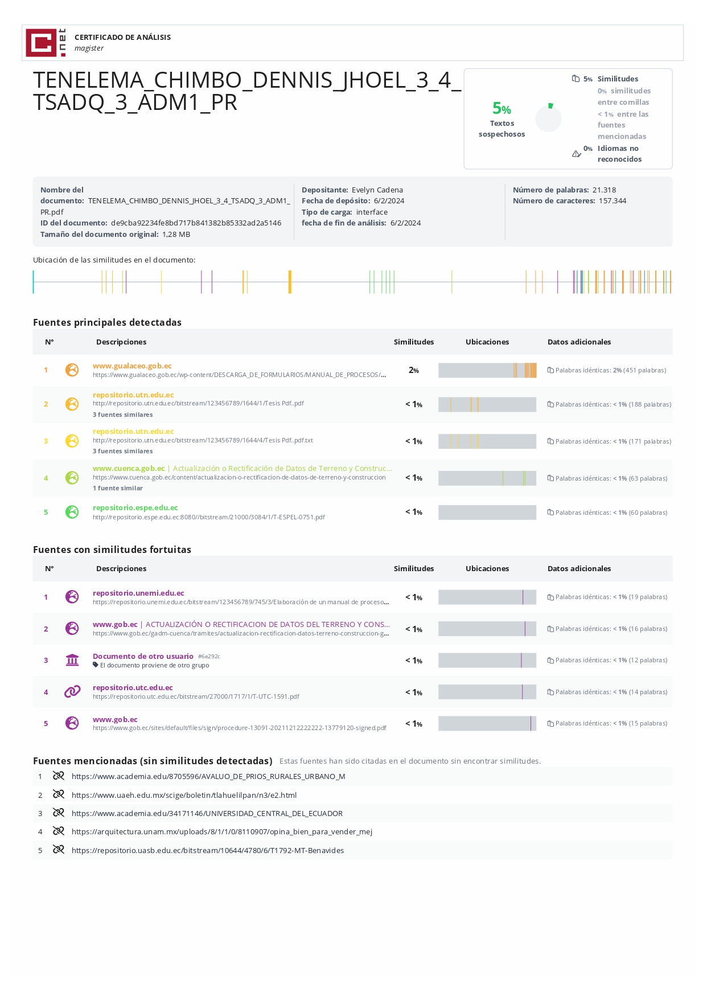 C .net
CERTIFICADO DE ANÁLISIS
magister
TENELEMA_CHIMBO_DENNIS_JHOEL_3_4_
TSADQ_3_ADM1_PR
5%
Textos
sospechosos
5% Similitudes
0% similitudes
entre comillas
< 1% entre las
fuentes
mencionadas
0% Idiomas no
reconocidos
Nombre del
documento: TENELEMA_CHIMBO_DENNIS_JHOEL_3_4_TSADQ_3_ADM1_
PR.pdf
ID del documento: de9cba92234fe8bd717b841382b85332ad2a5146
Tamaño del documento original: 1,28 MB
Depositante: Evelyn Cadena
Fecha de depósito: 6/2/2024
Tipo de carga: interface
fecha de fin de análisis: 6/2/2024
Número de palabras: 21.318
Número de caracteres: 157.344
Ubicación de las similitudes en el documento:
Fuentes principales detectadas
N° Descripciones Similitudes Ubicaciones Datos adicionales
1 www.gualaceo.gob.ec
https://www.gualaceo.gob.ec/wp-content/DESCARGA_DE_FORMULARIOS/MANUAL_DE_PROCESOS/...
2% Palabras idénticas: 2% (451 palabras)
2 repositorio.utn.edu.ec
http://repositorio.utn.edu.ec/bitstream/123456789/1644/1/Tesis Pdf..pdf
3 fuentes similares
< 1% Palabras idénticas: < 1% (188 palabras)
3 repositorio.utn.edu.ec
http://repositorio.utn.edu.ec/bitstream/123456789/1644/4/Tesis Pdf..pdf.txt
3 fuentes similares
< 1% Palabras idénticas: < 1% (171 palabras)
4 www.cuenca.gob.ec | Actualización o Rectificación de Datos de Terreno y Construc...
https://www.cuenca.gob.ec/content/actualizacion-o-rectificacion-de-datos-de-terreno-y-construccion
1 fuente similar
< 1% Palabras idénticas: < 1% (63 palabras)
5 repositorio.espe.edu.ec
http://repositorio.espe.edu.ec:8080//bitstream/21000/3084/1/T-ESPEL-0751.pdf
< 1% Palabras idénticas: < 1% (60 palabras)
Fuentes con similitudes fortuitas
N° Descripciones Similitudes Ubicaciones Datos adicionales
1 repositorio.unemi.edu.ec
https://repositorio.unemi.edu.ec/bitstream/123456789/745/3/Elaboración de un manual de proceso...
< 1% Palabras idénticas: < 1% (19 palabras)
2 www.gob.ec | ACTUALIZACIÓN O RECTIFICACION DE DATOS DEL TERRENO Y CONS...
https://www.gob.ec/gadm-cuenca/tramites/actualizacion-rectificacion-datos-terreno-construccion-g...
< 1% Palabras idénticas: < 1% (16 palabras)
3 Documento de otro usuario #6e292c
El documento proviene de otro grupo
< 1% Palabras idénticas: < 1% (12 palabras)
4 repositorio.utc.edu.ec
https://repositorio.utc.edu.ec/bitstream/27000/1717/1/T-UTC-1591.pdf
< 1% Palabras idénticas: < 1% (14 palabras)
5 www.gob.ec
https://www.gob.ec/sites/default/files/sign/procedure-13091-20211212222222-13779120-signed.pdf
< 1% Palabras idénticas: < 1% (15 palabras)
Fuentes mencionadas (sin similitudes detectadas) Estas fuentes han sido citadas en el documento sin encontrar similitudes.
1 https://www.academia.edu/8705596/AVALUO_DE_PRIOS_RURALES_URBANO_M
2 https://www.uaeh.edu.mx/scige/boletin/tlahuelilpan/n3/e2.html
3 https://www.academia.edu/34171146/UNIVERSIDAD_CENTRAL_DEL_ECUADOR
4 https://arquitectura.unam.mx/uploads/8/1/1/0/8110907/opina_bien_para_vender_mej
5 https://repositorio.uasb.edu.ec/bitstream/10644/4780/6/T1792-MT-Benavides